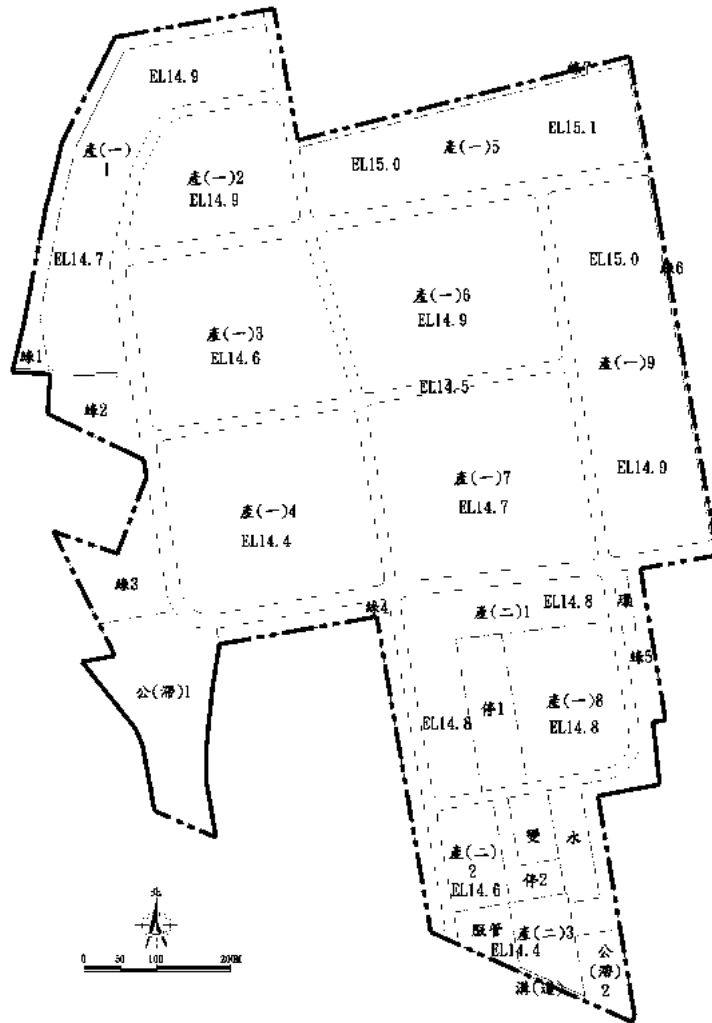 EL14.9
EL15.1
產(一)
1
產(一)5
EL15.0
產(一)2
EL14.9
EL14.7
EL15.0
綠6
產(一)6
EL14.9
產(一)3
EL14.6
綠1
產(一)9
EL14.5
綠2
EL14.9
產(一)7
EL14.7
產(一)4
EL14.4
綠3
綠4
產(二)1
EL14.8
環
綠5
公(滯)1
停1
EL14.8
產(一)8
EL14.8
變
水
產(二)
2
EL14.6
停2
服管
產(二)3
EL14.4
公
(滯)
2
北
0 50 100 200M